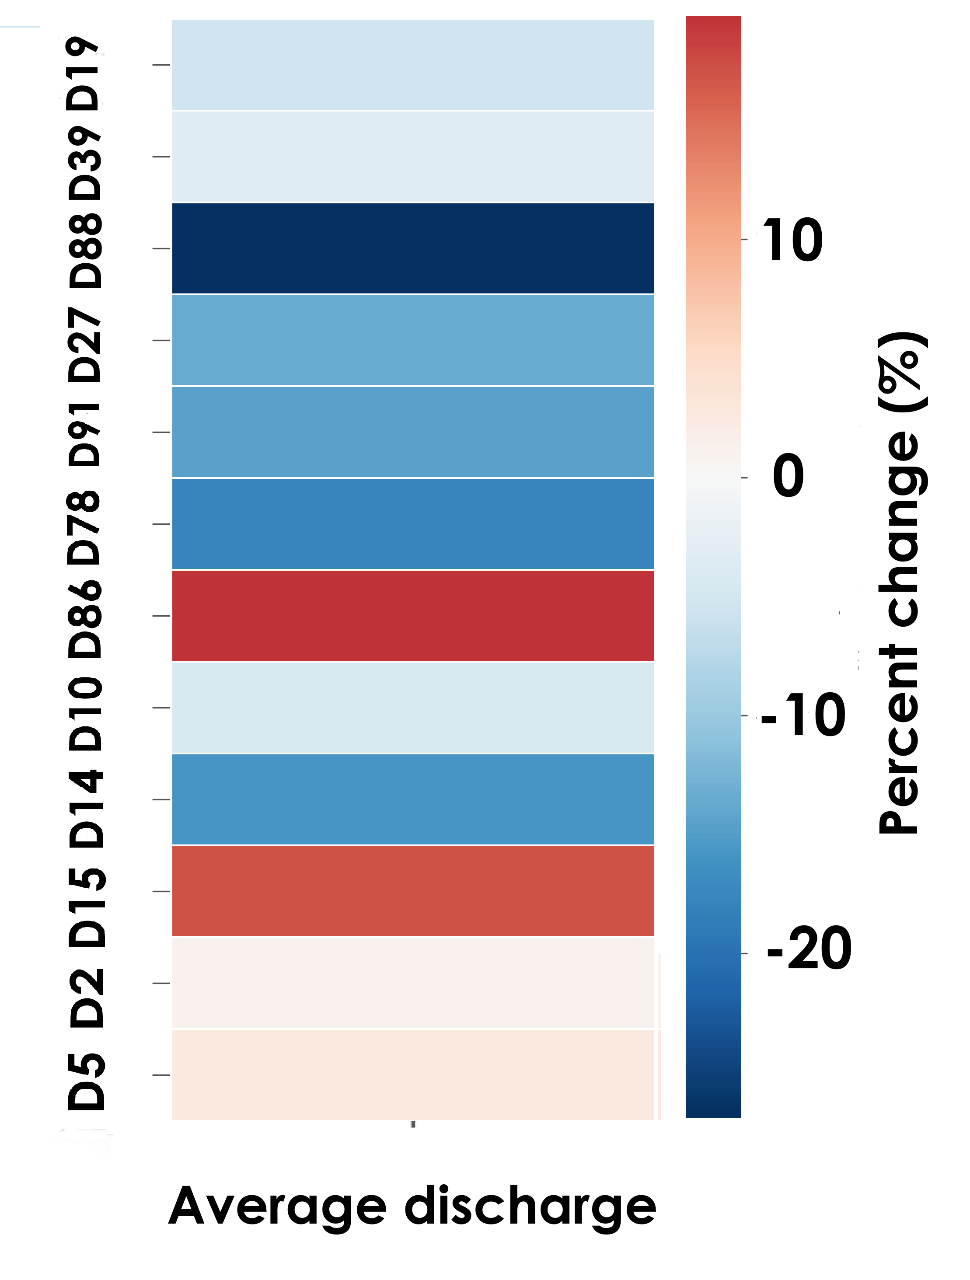 D19
D39
D88
D27
D91
D78
D86
D10
D14
D15
D2
D5
Average discharge
10
0
-10
-20
Percent change (%)